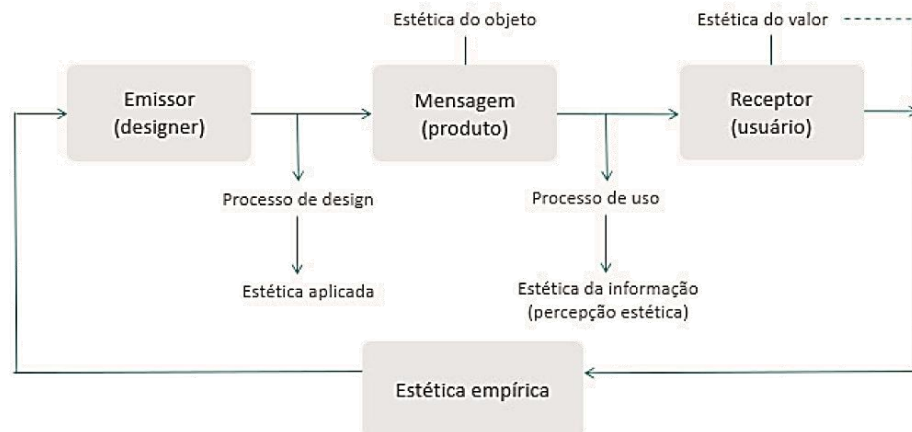 Estética do objeto
Estética do valor
Emissor
(designer)
Mensagem
(produto)
Receptor
(usuário)
Processo de design
Processo de uso
Estética aplicada
Estética da informação
(percepção estética)
Estética empírica